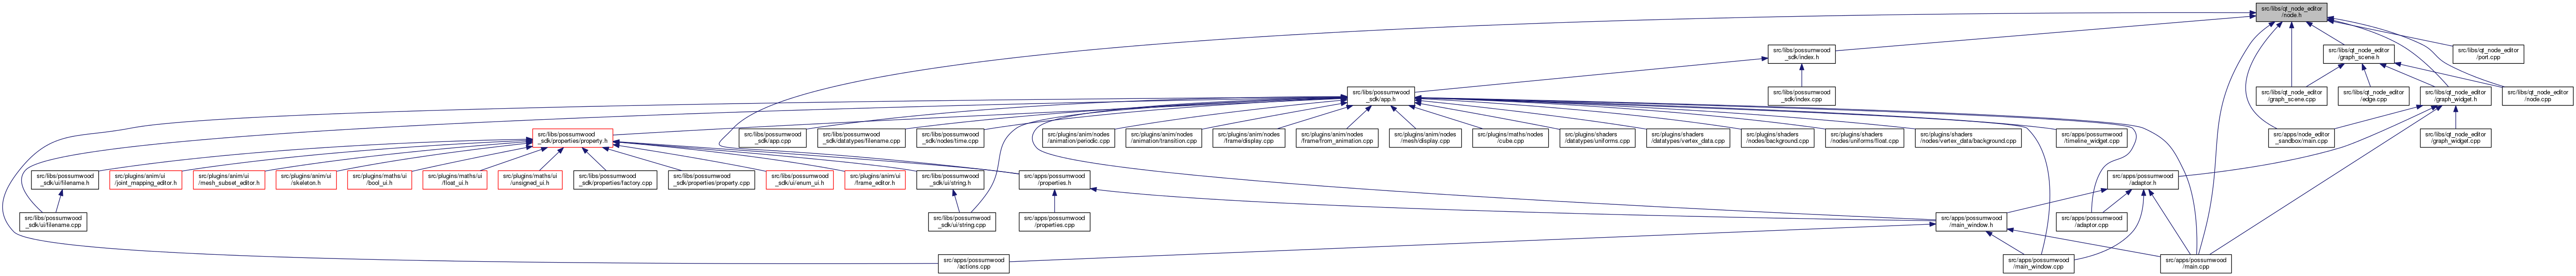 src/libs/qt_node_editor
/node.h
src/libs/possumwood
_sdk/index.h
src/libs/qt_node_editor
/graph_scene.h
src/libs/qt_node_editor
/port.cpp
src/libs/possumwood
_sdk/app.h
src/libs/possumwood
_sdk/index.cpp
src/libs/qt_node_editor
/graph_scene.cpp
src/libs/qt_node_editor
/edge.cpp
src/libs/qt_node_editor
/graph_widget.h
src/libs/qt_node_editor
/node.cpp
src/libs/possumwood
_sdk/properties/property.h
src/libs/possumwood
_sdk/app.cpp
src/libs/possumwood
_sdk/datatypes/filename.cpp
src/libs/possumwood
_sdk/nodes/time.cpp
src/plugins/anim/nodes
/animation/periodic.cpp
src/plugins/anim/nodes
/animation/transition.cpp
src/plugins/anim/nodes
/frame/display.cpp
src/plugins/anim/nodes
/frame/from_animation.cpp
src/plugins/anim/nodes
/mesh/display.cpp
src/plugins/maths/nodes
/cube.cpp
src/plugins/shaders
/datatypes/uniforms.cpp
src/plugins/shaders
/datatypes/vertex_data.cpp
src/plugins/shaders
/nodes/background.cpp
src/plugins/shaders
/nodes/uniforms/float.cpp
src/plugins/shaders
/nodes/vertex_data/background.cpp
src/apps/possumwood
/timeline_widget.cpp
src/apps/node_editor
_sandbox/main.cpp
src/libs/qt_node_editor
/graph_widget.cpp
src/libs/possumwood
_sdk/ui/filename.h
src/plugins/anim/ui
/joint_mapping_editor.h
src/plugins/anim/ui
/mesh_subset_editor.h
src/plugins/anim/ui
/skeleton.h
src/plugins/maths/ui
/bool_ui.h
src/plugins/maths/ui
/float_ui.h
src/plugins/maths/ui
/unsigned_ui.h
src/libs/possumwood
_sdk/properties/factory.cpp
src/libs/possumwood
_sdk/properties/property.cpp
src/libs/possumwood
_sdk/ui/enum_ui.h
src/plugins/anim/ui
/frame_editor.h
src/libs/possumwood
_sdk/ui/string.h
src/apps/possumwood
/properties.h
src/apps/possumwood
/adaptor.h
src/libs/possumwood
_sdk/ui/filename.cpp
src/libs/possumwood
_sdk/ui/string.cpp
src/apps/possumwood
/properties.cpp
src/apps/possumwood
/main_window.h
src/apps/possumwood
/adaptor.cpp
src/apps/possumwood
/actions.cpp
src/apps/possumwood
/main_window.cpp
src/apps/possumwood
/main.cpp